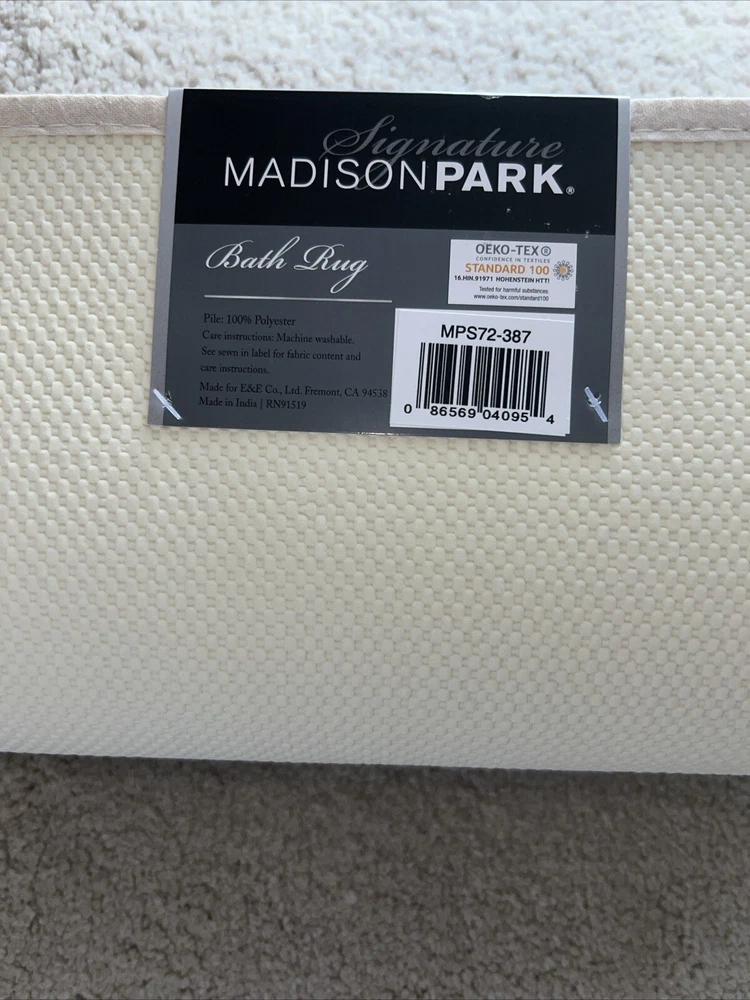 Signature
MADISONPARK®
Bath Rug
OEKO-TEX®
CONFIDENCE IN TEXTILES
STANDARD 100
16.HIN.91971 HOHENSTEIN HTTI
Tested for harmful substances.
www.oeko-tex.com/standard100
Pile: 100% Polyester
Care instructions: Machine washable.
See sewn in label for fabric content and
care instructions.
Made for E&E Co., Ltd. Fremont, CA 94538
Made in India | RN91519
MPS72-387
0 86569 04095 4